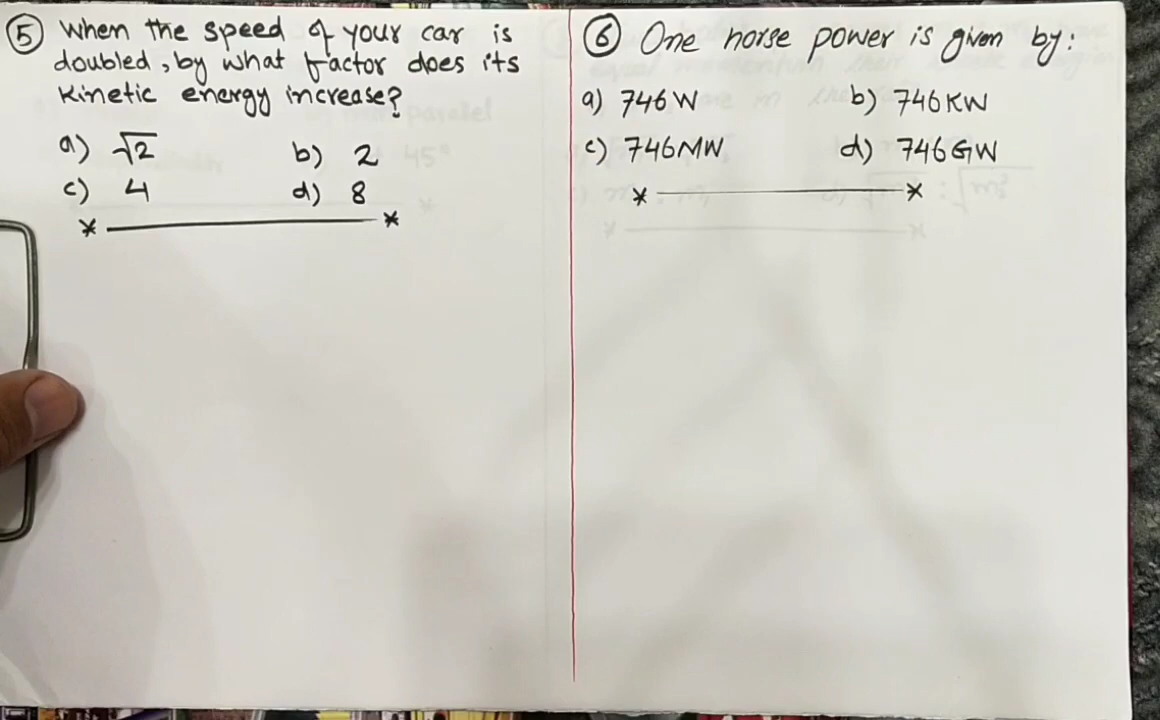 ⑤ When the speed of your car is
doubled, by what factor does its
Kinetic energy increase?
a) √2 b) 2
c) 4 d) 8
⑥ One horse power is given by:
a) 746 W b) 746 KW
c) 746 MW d) 746 GW